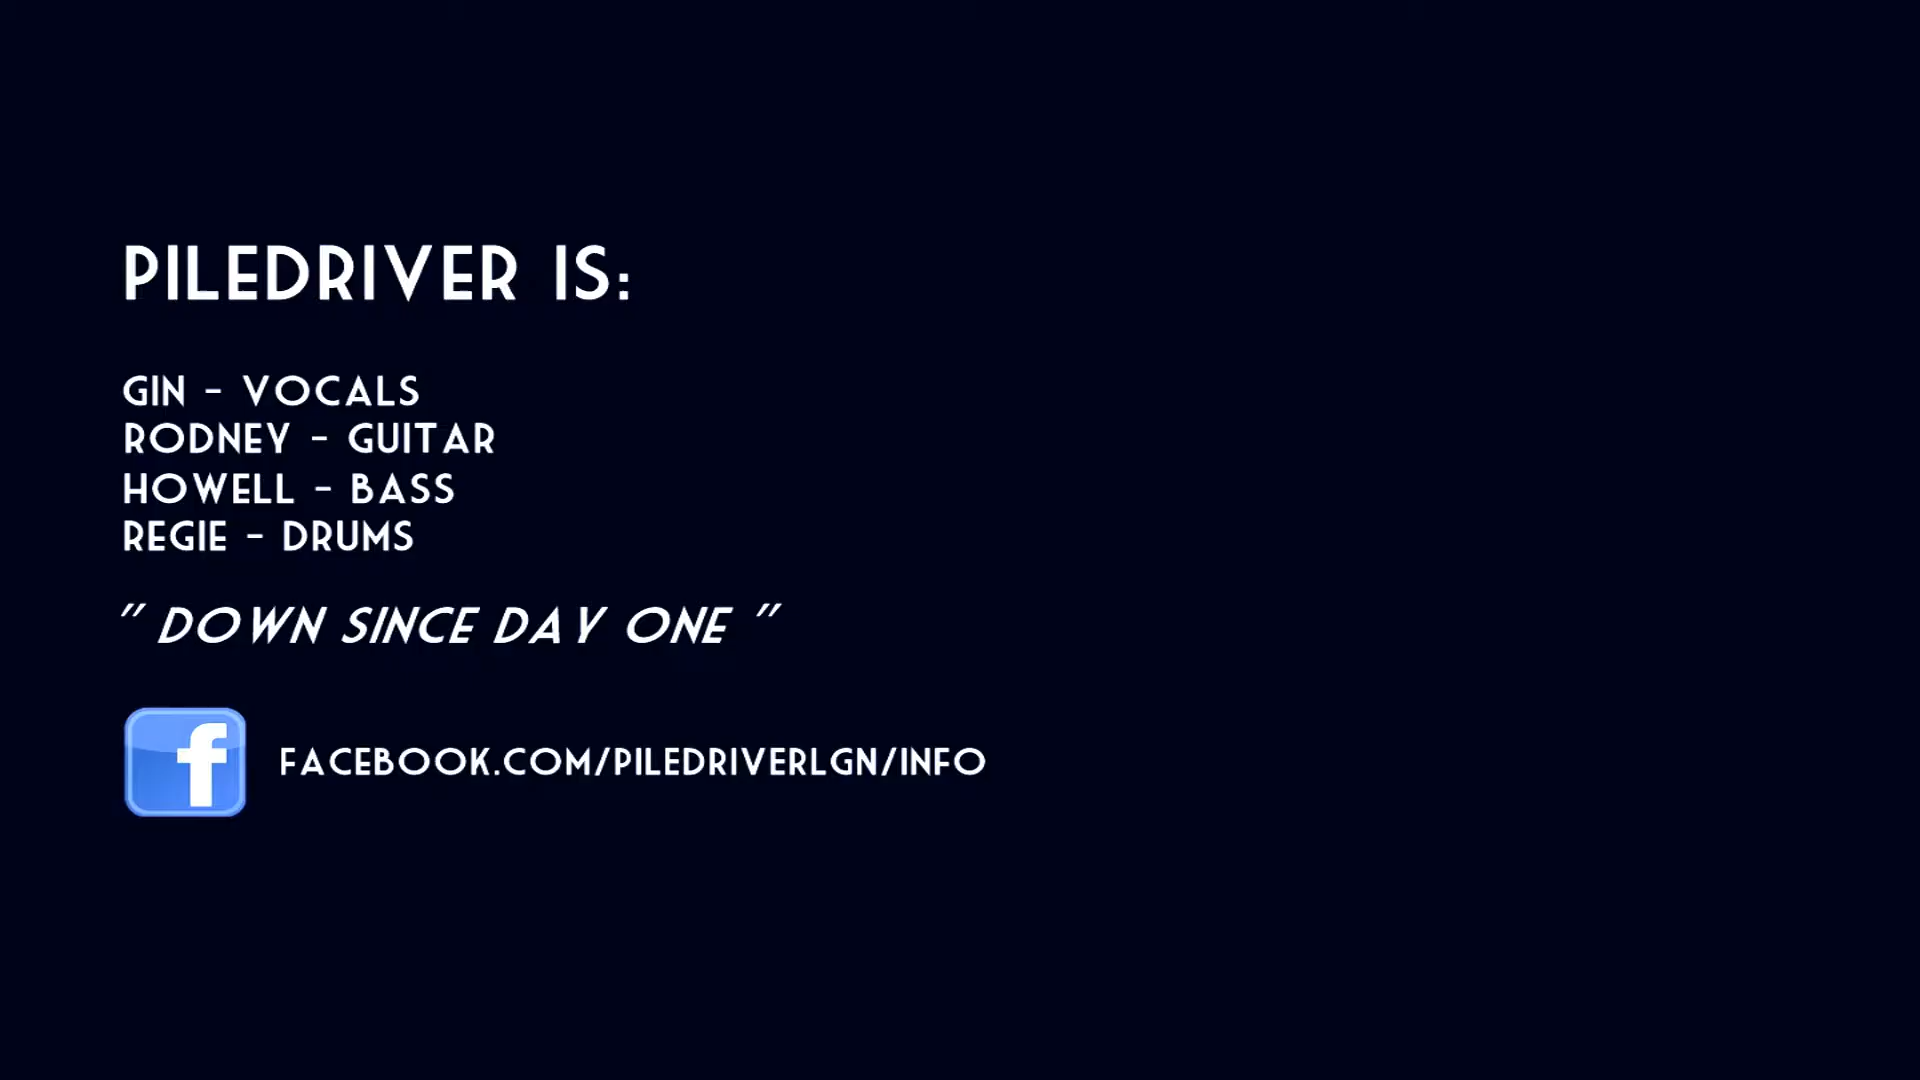 PILEDRIVER IS:
GIN - VOCALS
RODNEY - GUITAR
HOWELL - BASS
REGIE - DRUMS
" DOWN SINCE DAY ONE "
f
FACEBOOK.COM/PILEDRIVERLGN/INFO